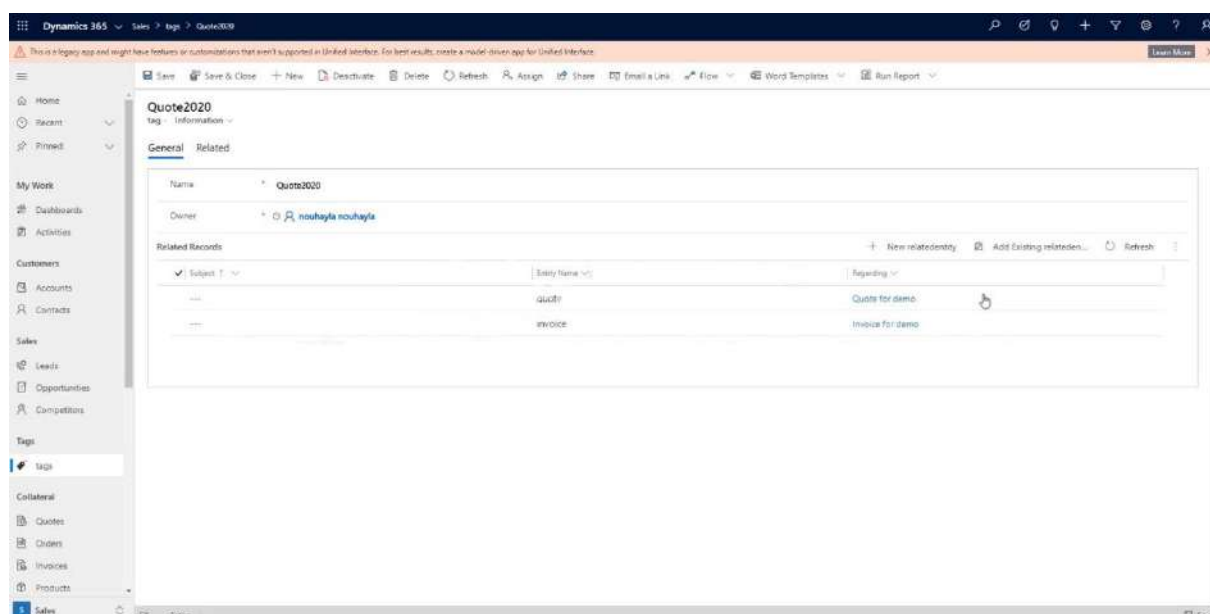 Dynamics 365 Sales > tags > Quote2020
This is a legacy app and might have features or customizations that aren't supported in Unified Interface. For best results, create a model-driven app for Unified Interface. Learn More
Save Save & Close + New Deactivate Delete Refresh Assign Share Email a Link Flow Word Templates Run Report
Home
Recent
Pinned
My Work
Dashboards
Activities
Customers
Accounts
Contacts
Sales
Leads
Opportunities
Competitors
Tags
tags
Collateral
Quotes
Orders
Invoices
Products
S Sales
Quote2020
tag · Information
General Related
Name * Quote2020
Owner * nouhayla nouhayla
Related Records + New relatedentity Add Existing relateden... Refresh
Subject ↑ Entity Name Regarding
--- quote Quote for demo
--- invoice Invoice for demo